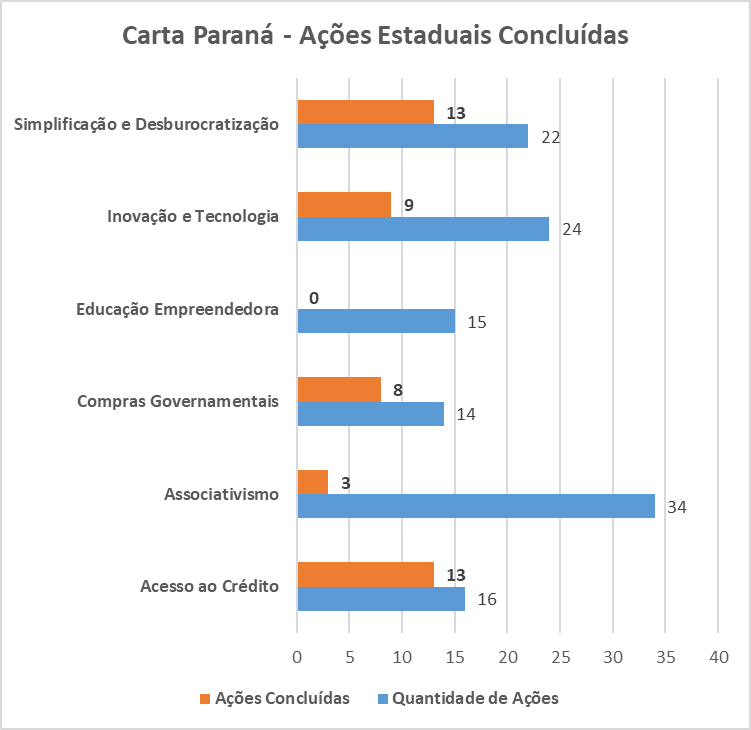 Carta Paraná - Ações Estaduais Concluídas
Simplificação e Desburocratização
13
22
Inovação e Tecnologia
9
24
Educação Empreendedora
0
15
Compras Governamentais
8
14
Associativismo
3
34
Acesso ao Crédito
13
16
0 5 10 15 20 25 30 35 40
Ações Concluídas Quantidade de Ações